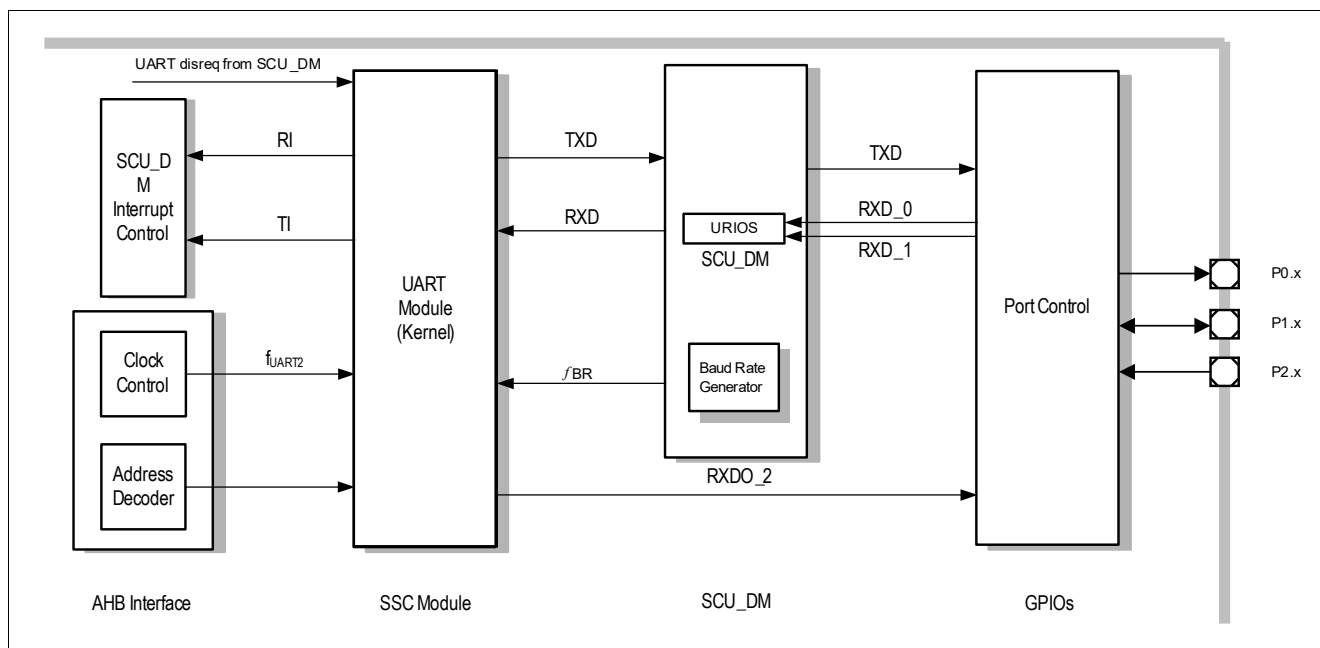 UART disreq from SCU_DM
SCU_D
M
Interrupt
Control
RI
TI
UART
Module
(Kernel)
TXD
RXD
URIOS
SCU_DM
TXD
RXD_0
RXD_1
Port Control
P0.x
P1.x
P2.x
Clock
Control
fUART2
Address
Decoder
fBR
Baud Rate
Generator
RXDO_2
AHB Interface
SSC Module
SCU_DM
GPIOs